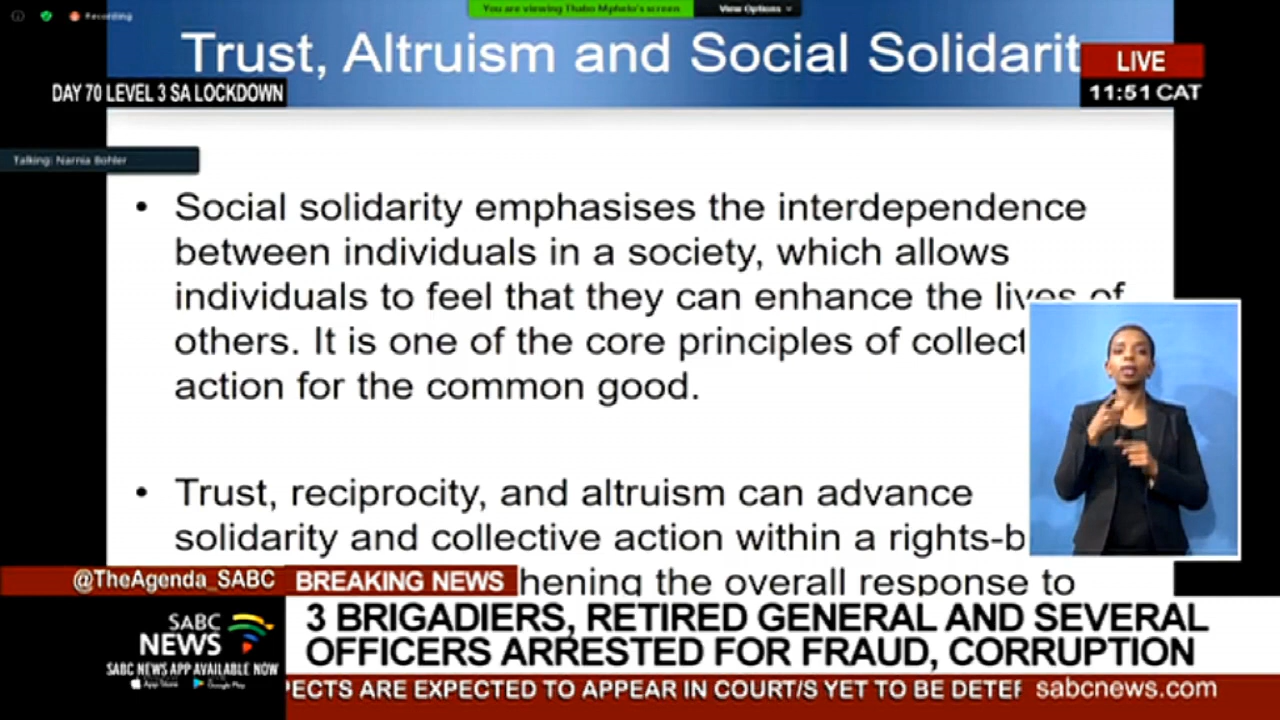 Recording
You are viewing Thabo Mphelo's screen
View Options
Trust, Altruism and Social Solidarit
LIVE
11:51 CAT
DAY 70 LEVEL 3 SA LOCKDOWN
Talking: Narnia Bohler
• Social solidarity emphasises the interdependence
between individuals in a society, which allows
individuals to feel that they can enhance the lives of
others. It is one of the core principles of collect
action for the common good.
• Trust, reciprocity, and altruism can advance
solidarity and collective action within a rights-b
hening the overall response to
@TheAgenda_SABC
BREAKING NEWS
3 BRIGADIERS, RETIRED GENERAL AND SEVERAL
OFFICERS ARRESTED FOR FRAUD, CORRUPTION
SABC
NEWS
SABC NEWS APP AVAILABLE NOW
App Store
Google Play
PECTS ARE EXPECTED TO APPEAR IN COURT/S YET TO BE DETER
sabcnews.com